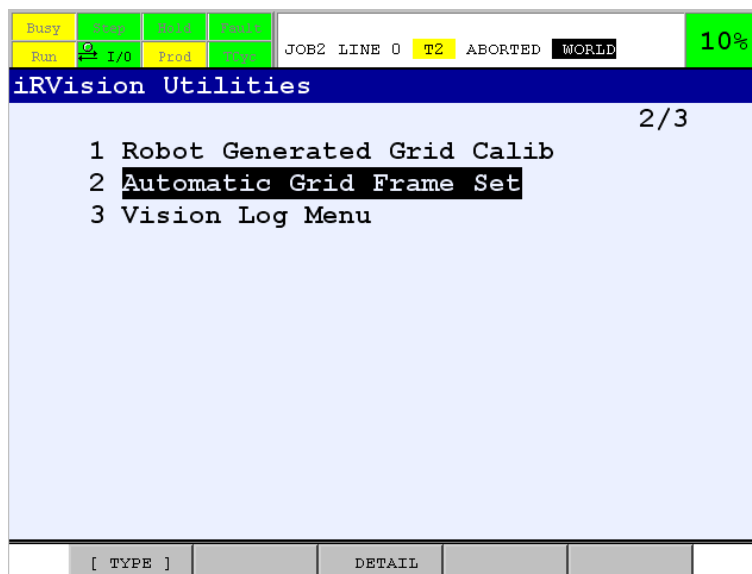 Busy Step Hold Fault
Run I/O Prod TCyc
JOB2 LINE 0 T2 ABORTED WORLD
10%
iRVision Utilities
2/3
1 Robot Generated Grid Calib
2 Automatic Grid Frame Set
3 Vision Log Menu
[ TYPE ] DETAIL